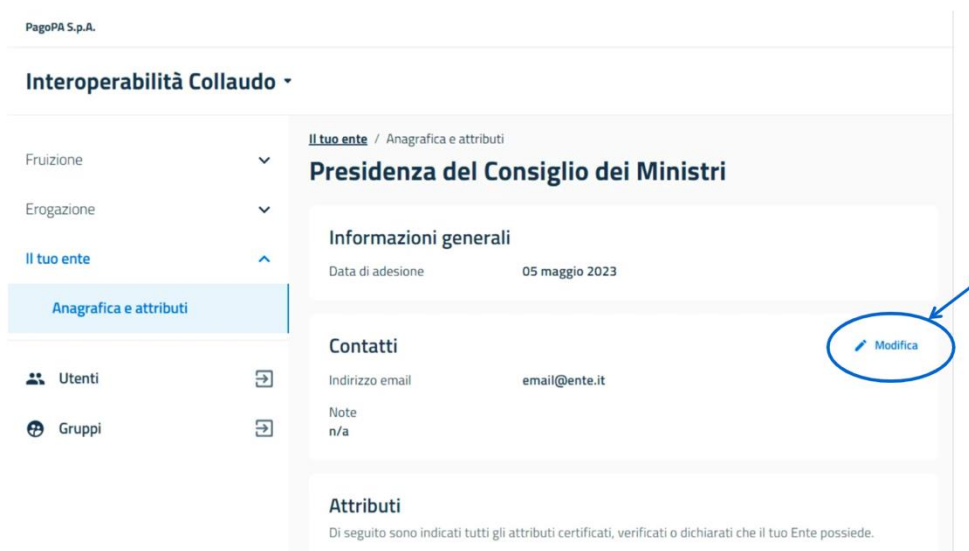 PagoPA S.p.A.
Interoperabilità Collaudo
Fruizione
Erogazione
Il tuo ente
Anagrafica e attributi
Utenti
Gruppi
Il tuo ente / Anagrafica e attributi
Presidenza del Consiglio dei Ministri
Informazioni generali
Data di adesione 05 maggio 2023
Contatti
Modifica
Indirizzo email email@ente.it
Note
n/a
Attributi
Di seguito sono indicati tutti gli attributi certificati, verificati o dichiarati che il tuo Ente possiede.